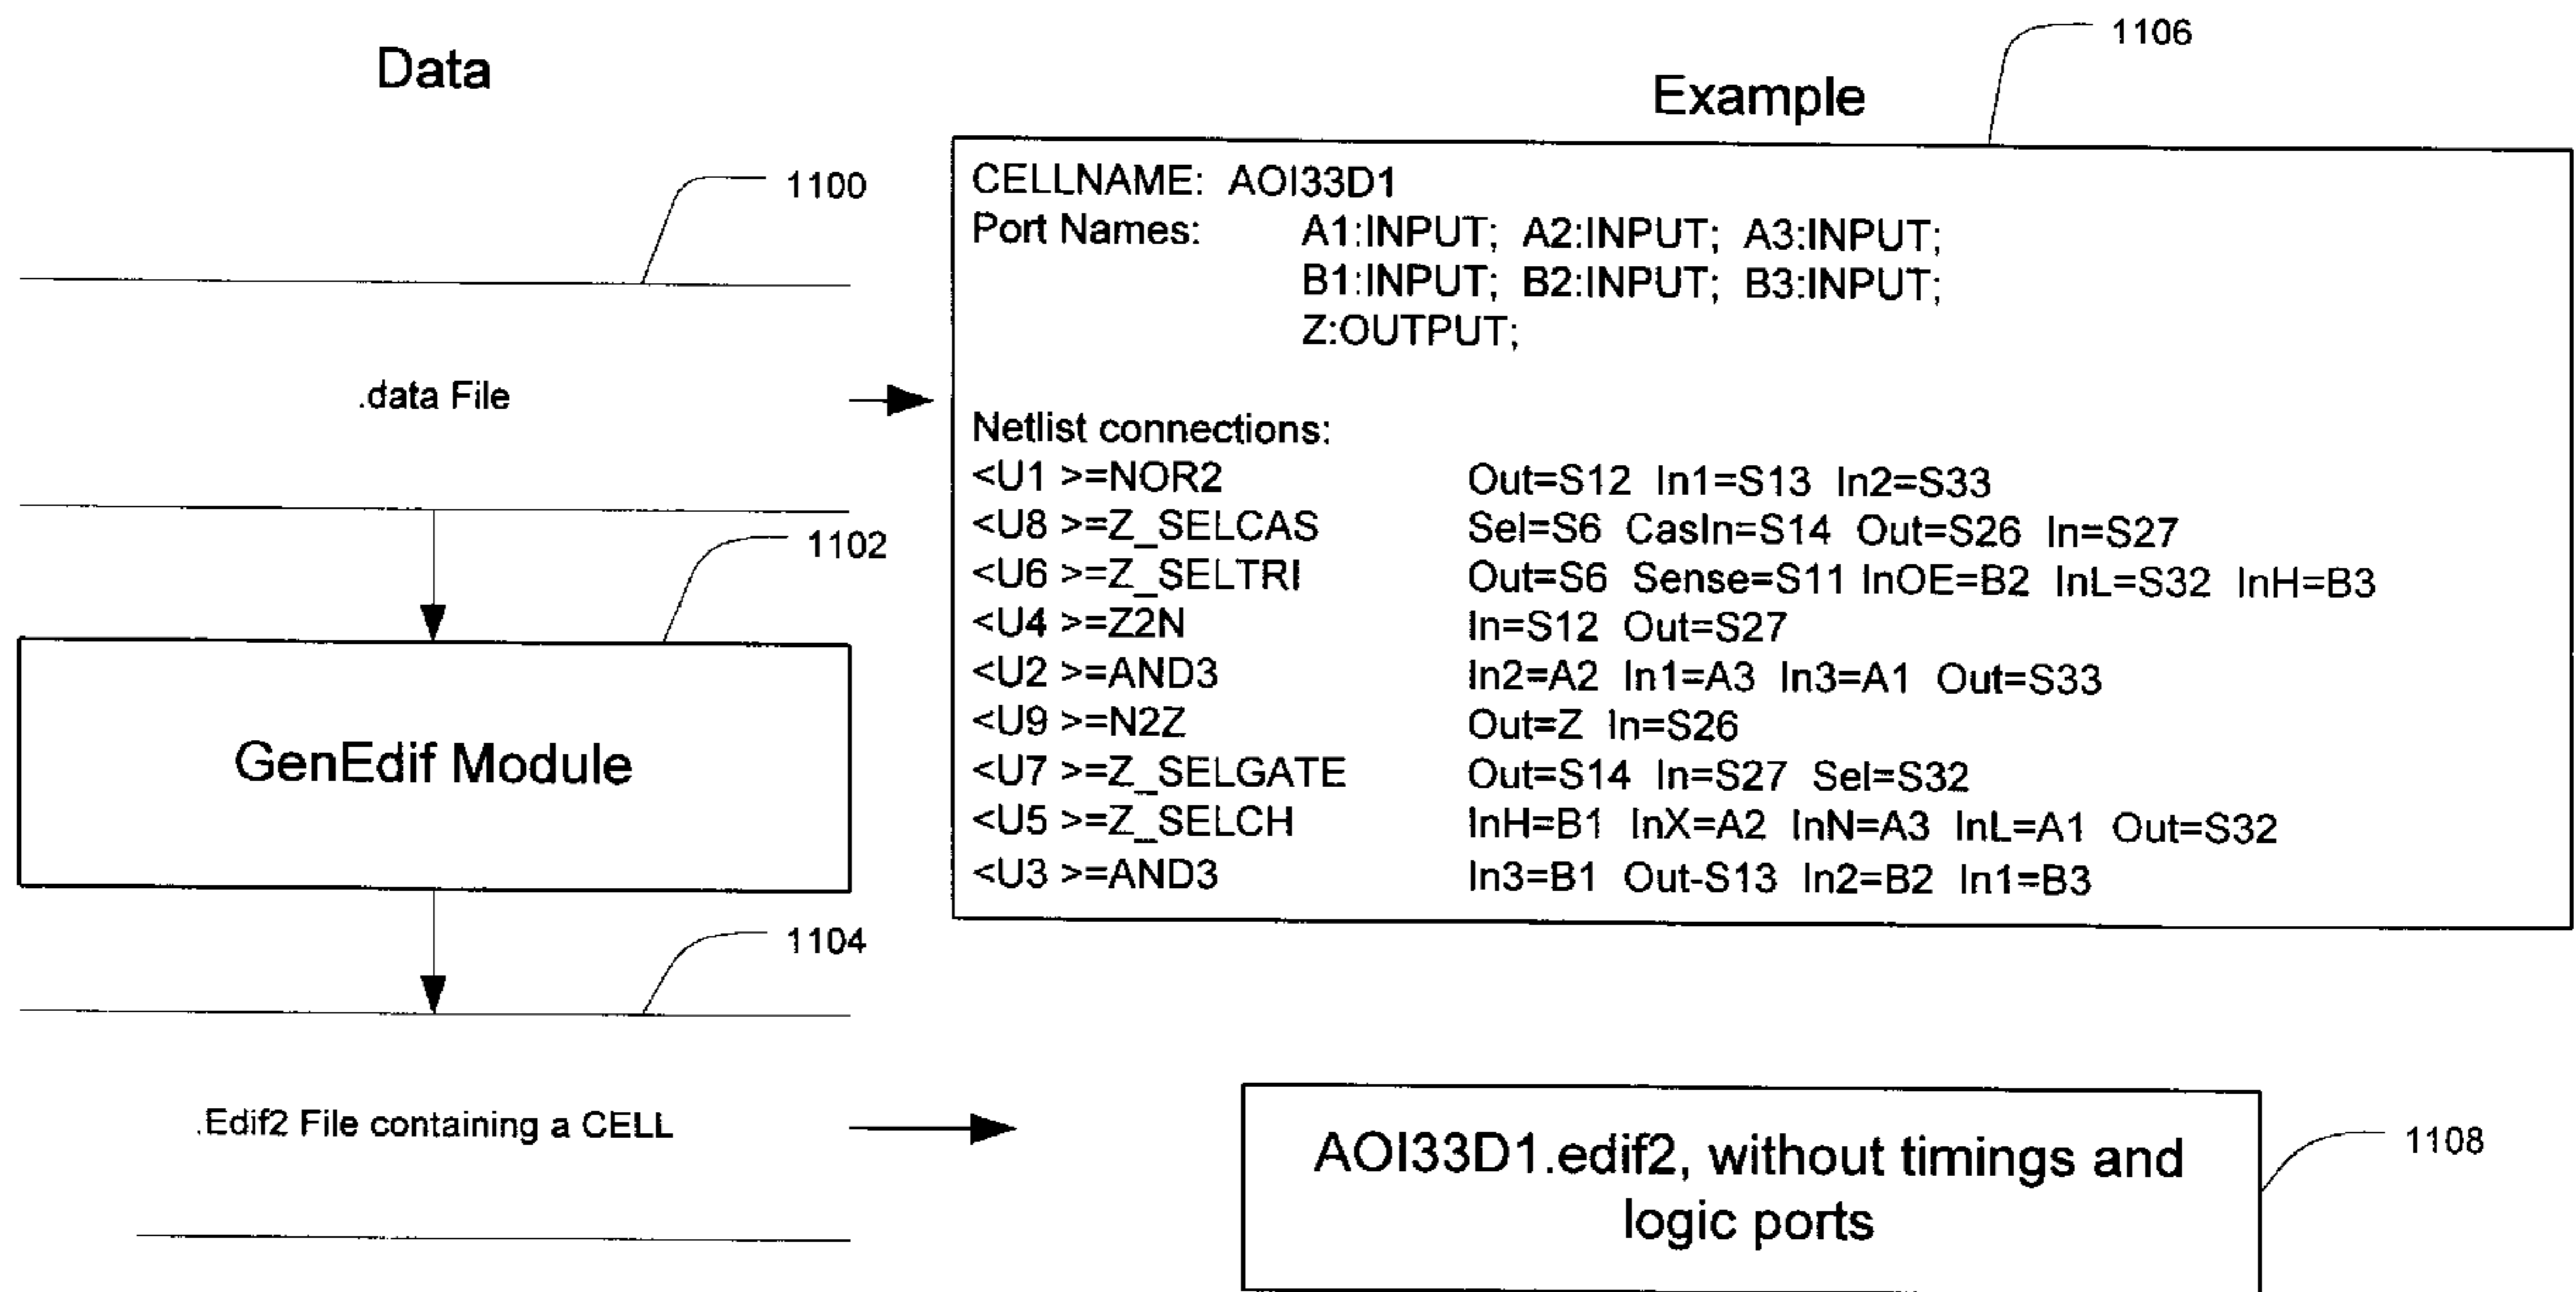 Data
1100
.data File
1102
GenEdif Module
1104
.Edif2 File containing a CELL
1106
Example
CELLNAME: AOI33D1
Port Names: A1:INPUT; A2:INPUT; A3:INPUT;
B1:INPUT; B2:INPUT; B3:INPUT;
Z:OUTPUT;
Netlist connections:
<U1 >=NOR2 Out=S12 In1=S13 In2=S33
<U8 >=Z_SELCAS Sel=S6 CasIn=S14 Out=S26 In=S27
<U6 >=Z_SELTRI Out=S6 Sense=S11 InOE=B2 InL=S32 InH=B3
<U4 >=Z2N In=S12 Out=S27
<U2 >=AND3 In2=A2 In1=A3 In3=A1 Out=S33
<U9 >=N2Z Out=Z In=S26
<U7 >=Z_SELGATE Out=S14 In=S27 Sel=S32
<U5 >=Z_SELCH InH=B1 InX=A2 InN=A3 InL=A1 Out=S32
<U3 >=AND3 In3=B1 Out-S13 In2=B2 In1=B3
AOI33D1.edif2, without timings and
logic ports
1108